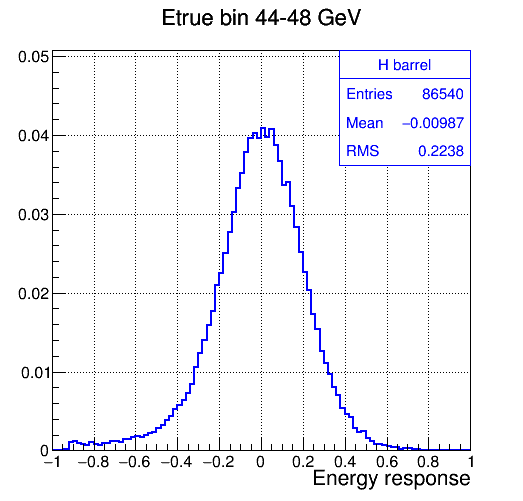 Etrue bin 44-48 GeV
H barrel
Entries 86540
Mean −0.00987
RMS 0.2238
0.05
0.04
0.03
0.02
0.01
0
−1 −0.8 −0.6 −0.4 −0.2 0 0.2 0.4 0.6 0.8 1
Energy response